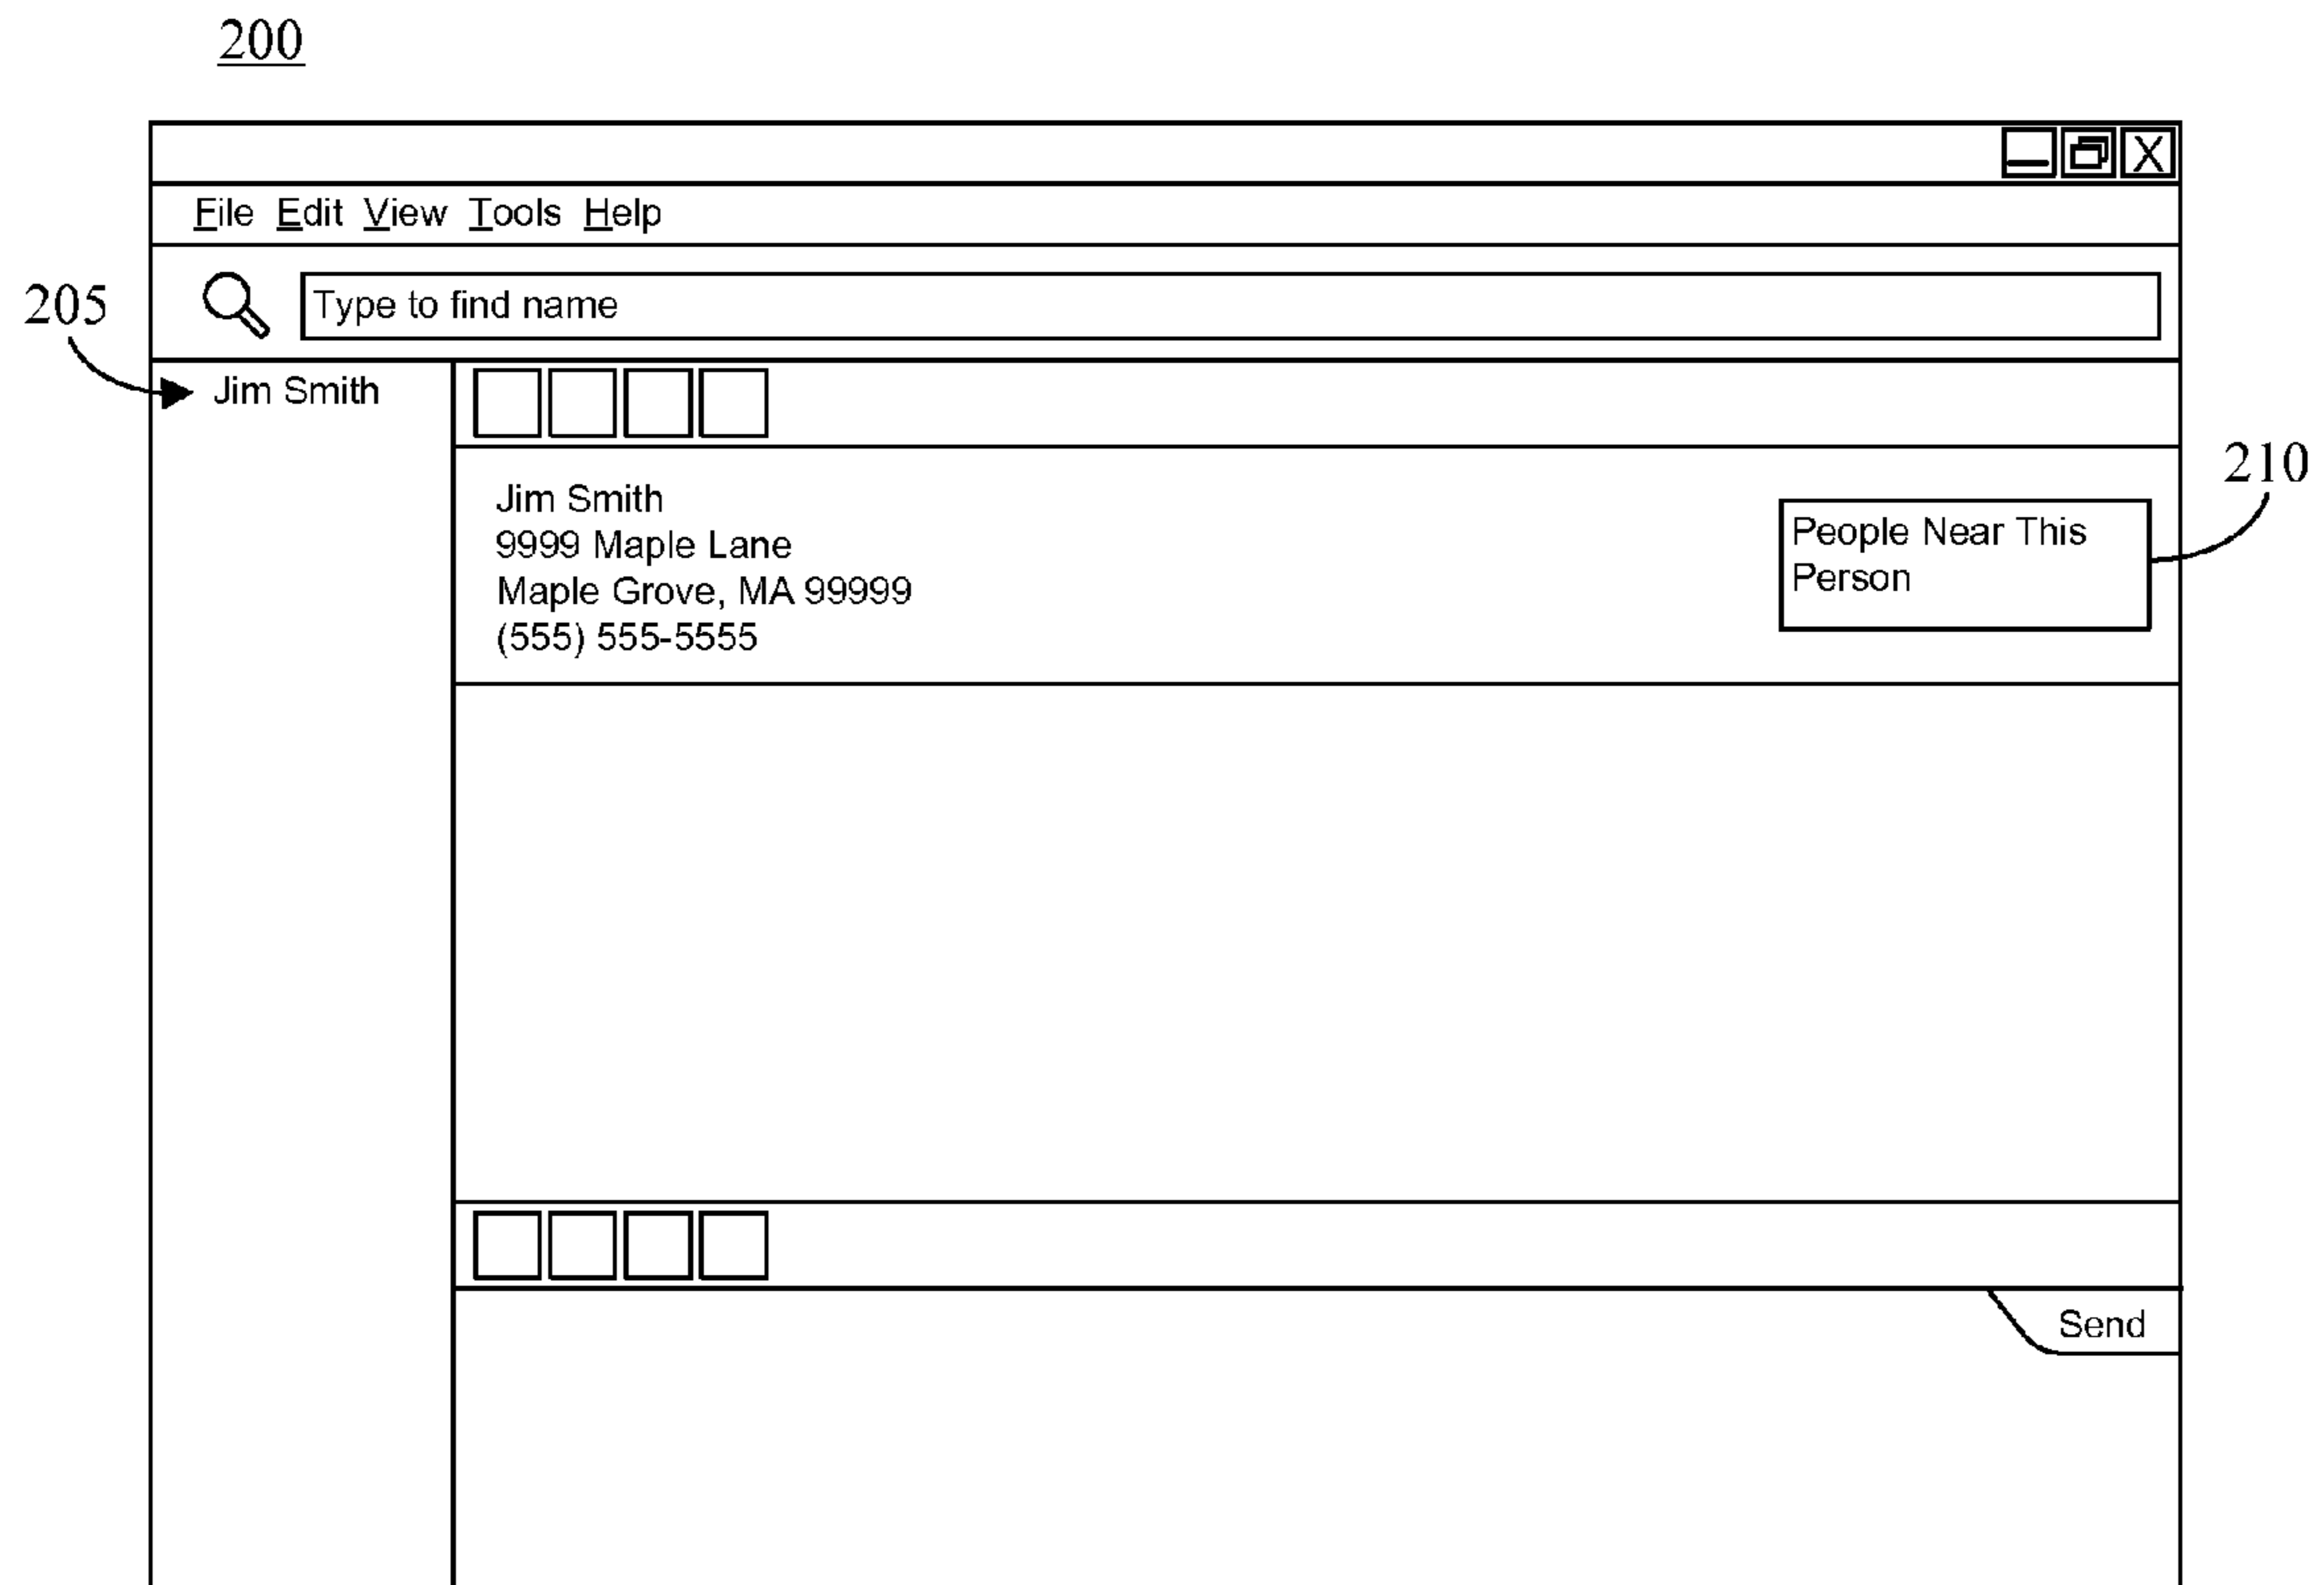 200
File Edit View Tools Help
205
Type to find name
Jim Smith
210
Jim Smith
9999 Maple Lane
Maple Grove, MA 99999
(555) 555-5555
People Near This
Person
Send